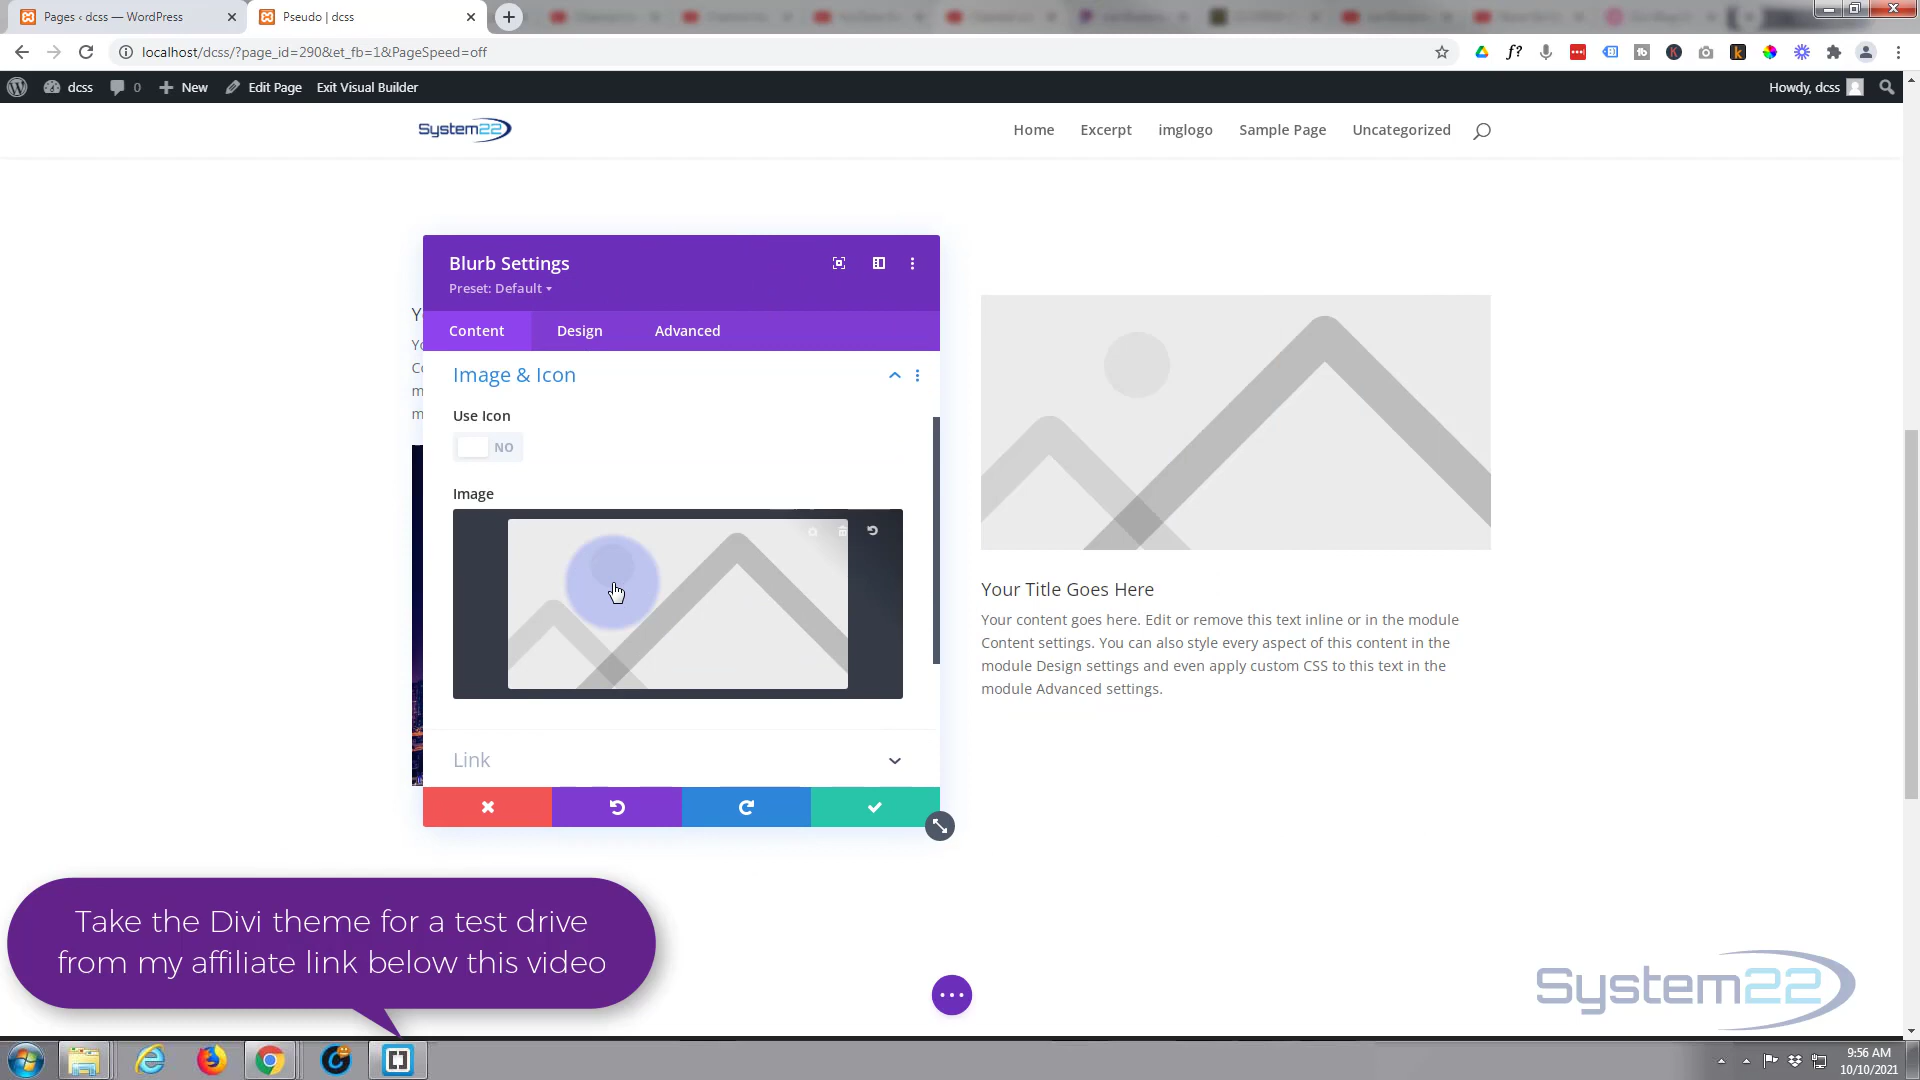 Pages ‹ dcss — WordPress
Pseudo | dcss
localhost/dcss/?page_id=290&et_fb=1&PageSpeed=off
dcss
0
New
Edit Page
Exit Visual Builder
Howdy, dcss
System22
Home
Excerpt
imglogo
Sample Page
Uncategorized
Blurb Settings
Preset: Default
Content
Design
Advanced
Image & Icon
Use Icon
NO
Image
Link
Your Title Goes Here
Your content goes here. Edit or remove this text inline or in the module
Content settings. You can also style every aspect of this content in the
module Design settings and even apply custom CSS to this text in the
module Advanced settings.
Take the Divi theme for a test drive
from my affiliate link below this video
System22
9:56 AM
10/10/2021